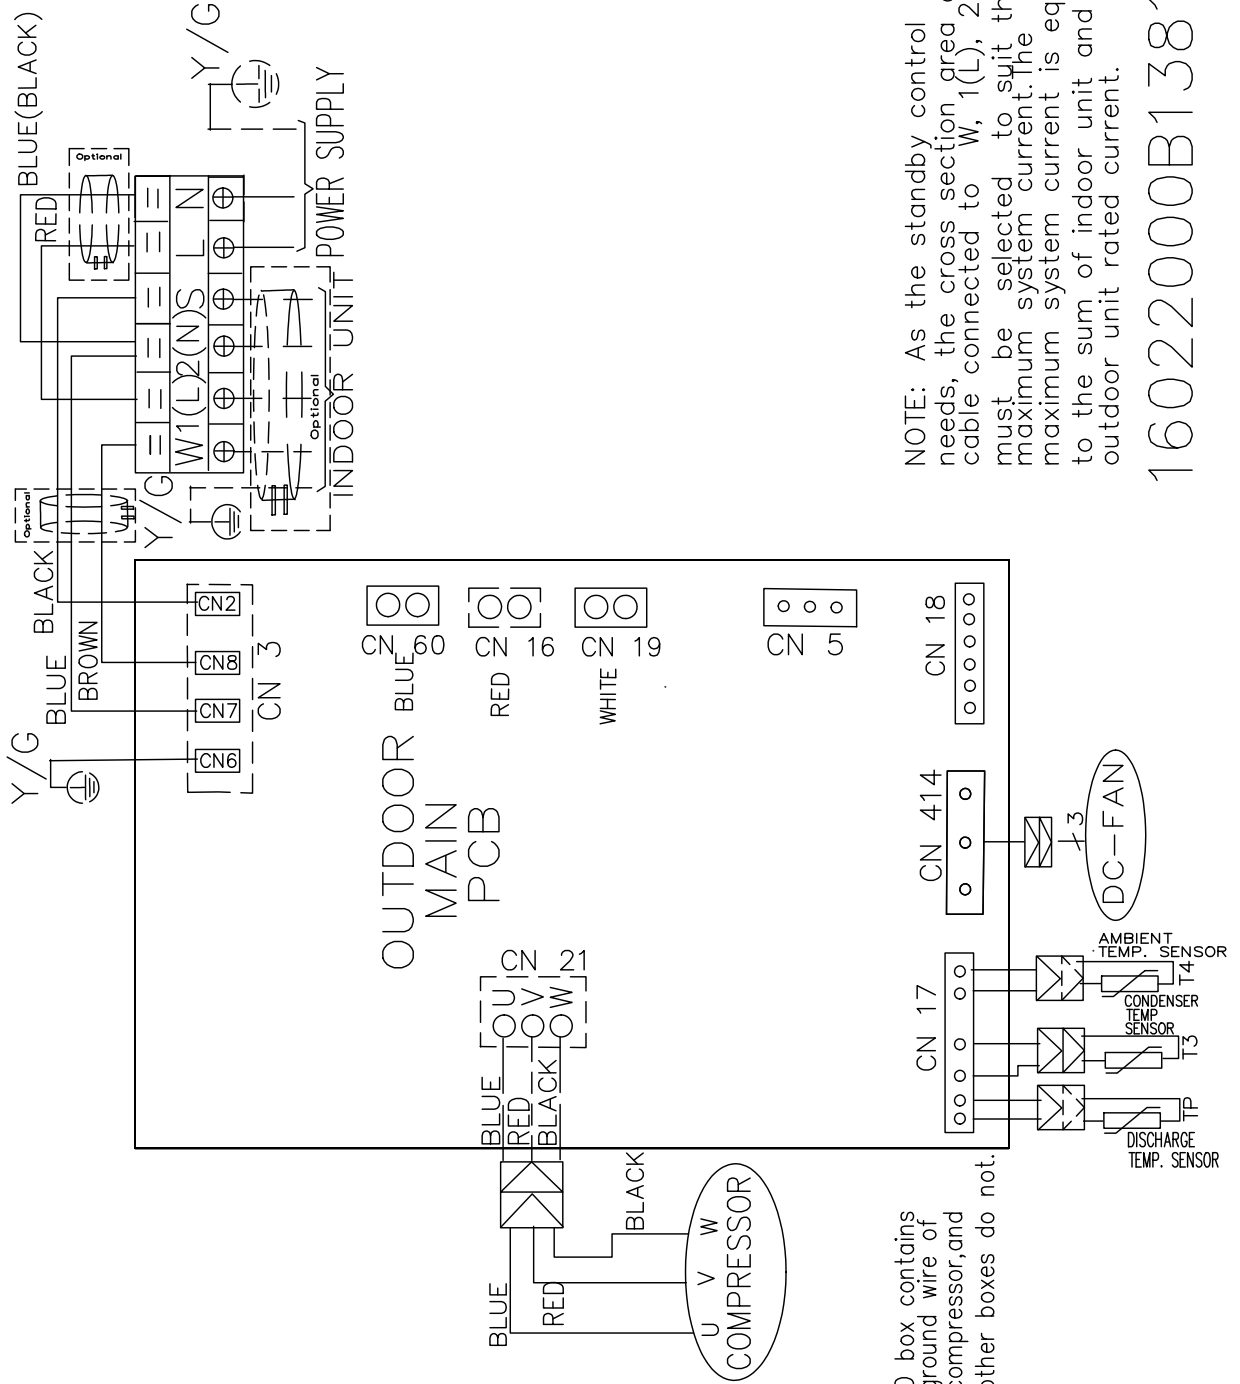 BLUE(BLACK)
RED
Optional
Y/G
POWER SUPPLY
W 1(L) 2(N) S L N
Optional
INDOOR UNIT
Optional
Y/G
BLACK
BLUE
BROWN
Y/G
CN2
CN8
CN7
CN6
CN 3
CN 60
BLUE
CN 16
RED
CN 19
WHITE
CN 5
CN 18
OUTDOOR
MAIN
PCB
CN 21
U
V
W
BLUE
RED
BLACK
BLUE
RED
BLACK
U V W
COMPRESSOR
CN 414
3
DC-FAN
CN 17
AMBIENT
TEMP. SENSOR
T4
CONDENSER
TEMP
SENSOR
T3
TP
DISCHARGE
TEMP. SENSOR
NOTE: As the standby control
needs, the cross section area
cable connected to W, 1(L), 2
must be selected to suit
maximum system current.The
maximum system current is
to the sum of indoor unit and
outdoor unit rated current.
16022000B1381
box contains
ground wire of
compressor,and
other boxes do not.